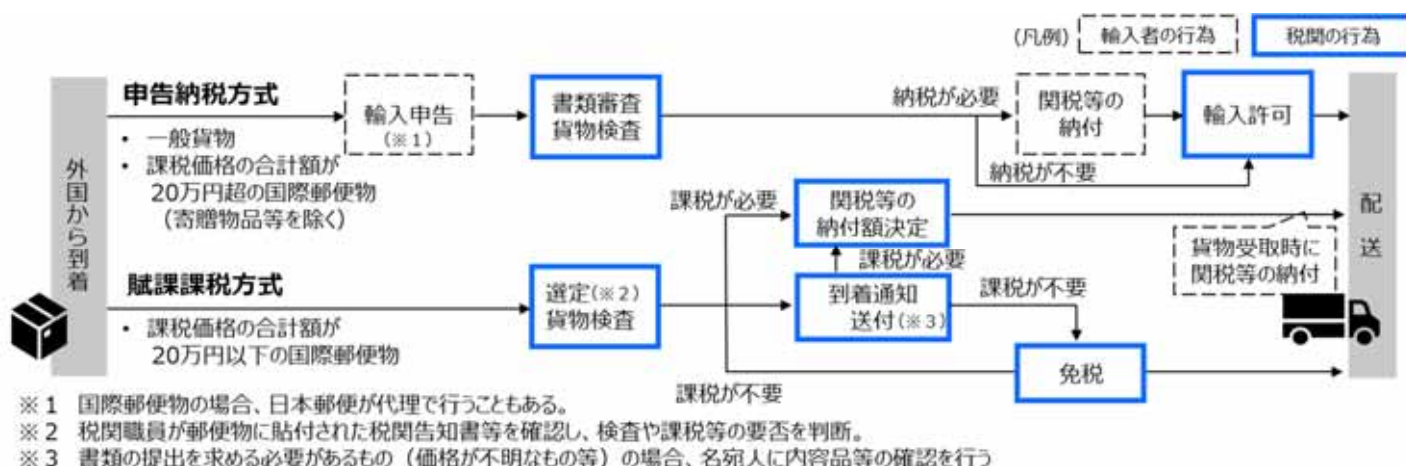 (凡例)
輸入者の行為
税関の行為
外国から到着
申告納税方式
• 一般貨物
• 課税価格の合計額が
20万円超の国際郵便物
(寄贈物品等を除く)
輸入申告
(※1)
書類審査
貨物検査
納税が必要
関税等の
納付
輸入許可
納税が不要
賦課課税方式
• 課税価格の合計額が
20万円以下の国際郵便物
選定(※2)
貨物検査
課税が必要
関税等の
納付額決定
課税が必要
到着通知
送付(※3)
課税が不要
免税
課税が不要
貨物受取時に
関税等の納付
配送
※1 国際郵便物の場合、日本郵便が代理で行うこともある。
※2 税関職員が郵便物に貼付された税関告知書等を確認し、検査や課税等の要否を判断。
※3 書類の提出を求める必要があるもの(価格が不明なもの等)の場合、名宛人に内容品等の確認を行う